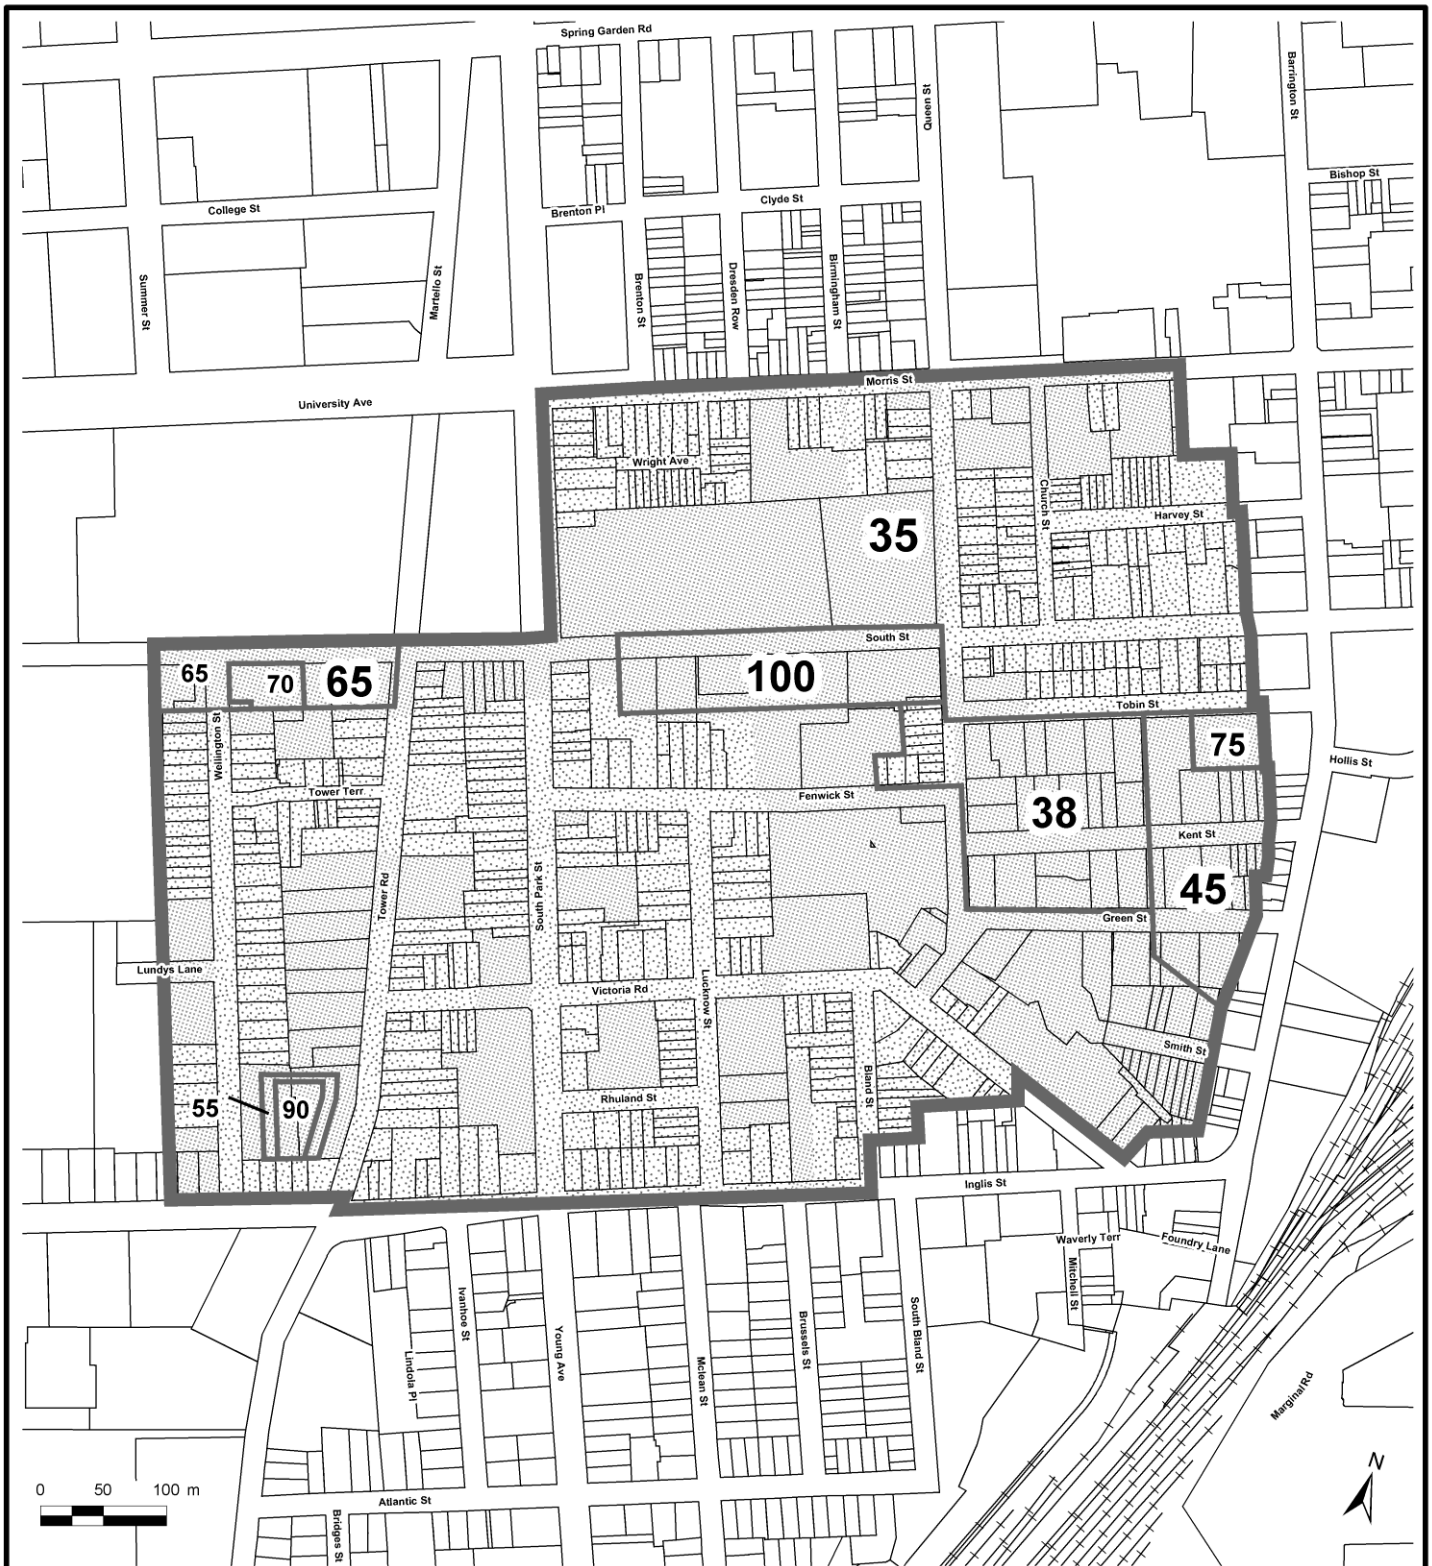 Spring Garden Rd
Queen St
Barrington St
Bishop St
College St
Brenton Pl
Clyde St
Summer St
Martello St
Brenton St
Dresden Row
Birmingham St
University Ave
Morris St
Wright Ave
Church St
Harvey St
35
South St
65
70
65
100
Tobin St
Wellington St
75
Hollis St
Tower Terr
Fenwick St
38
Kent St
Tower Rd
South Park St
45
Green St
Lundys Lane
Victoria Rd
Lucknow St
Smith St
55
90
Rhuland St
Bland St
Inglis St
Waverly Terr
Foundry Lane
Mitchell St
Ivanhoe St
Lindola Pl
Young Ave
Mclean St
Brussels St
South Bland St
Marginal Rd
0 50 100 m
Atlantic St
Bridges St
N